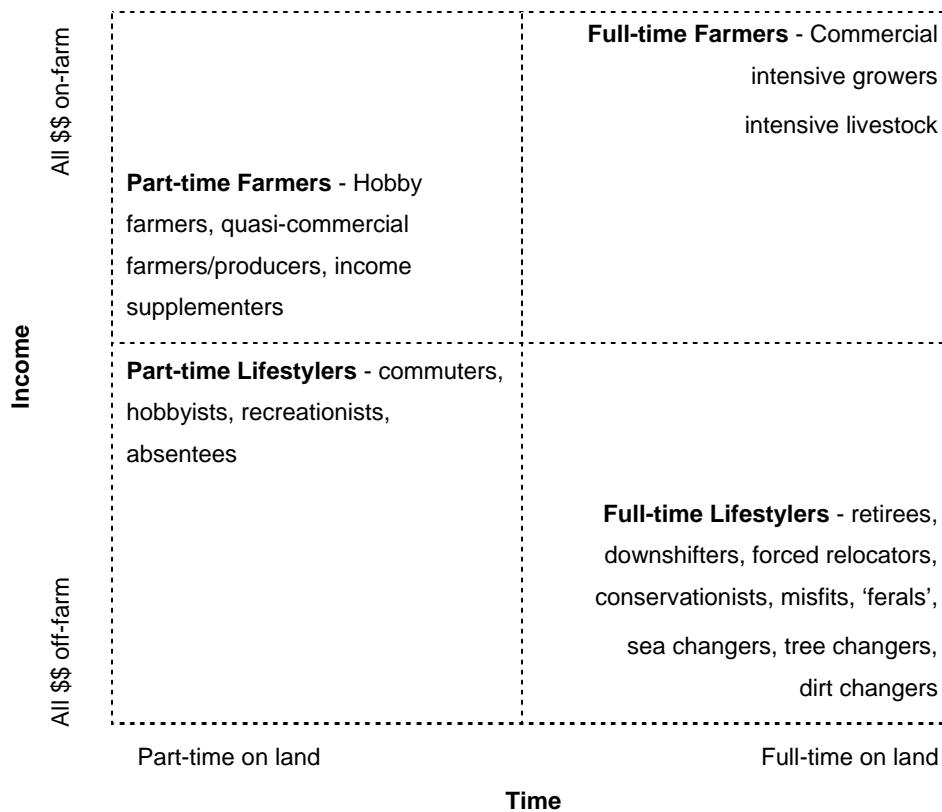 All $$ on-farm
Income
All $$ off-farm
Full-time Farmers - Commercial
intensive growers
intensive livestock
Part-time Farmers - Hobby
farmers, quasi-commercial
farmers/producers, income
supplementers
Part-time Lifestylers - commuters,
hobbyists, recreationists,
absentees
Full-time Lifestylers - retirees,
downshifters, forced relocators,
conservationists, misfits, ‘ferals’,
sea changers, tree changers,
dirt changers
Part-time on land
Full-time on land
Time